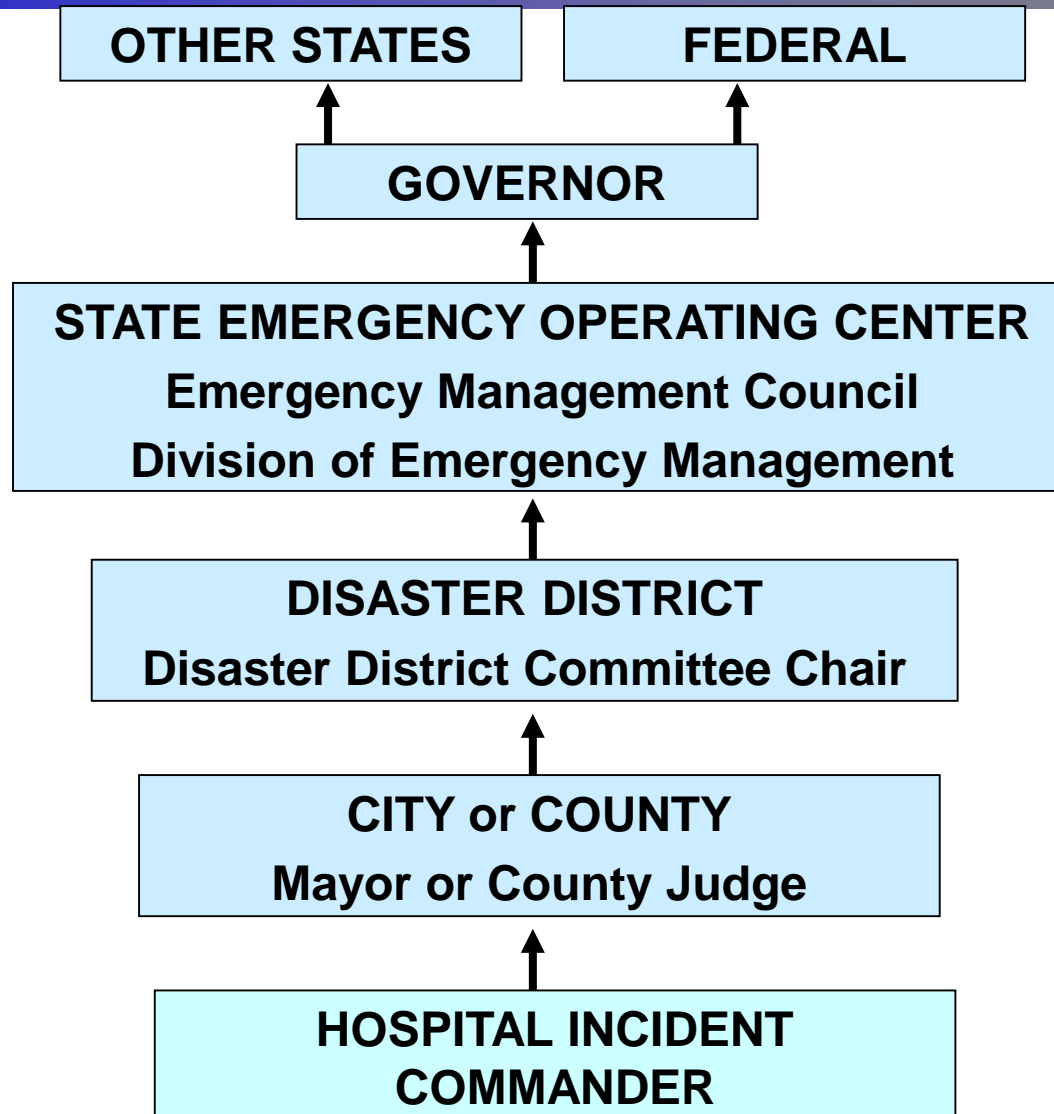 OTHER STATES
FEDERAL
GOVERNOR
STATE EMERGENCY OPERATING CENTER
Emergency Management Council
Division of Emergency Management
DISASTER DISTRICT
Disaster District Committee Chair
CITY or COUNTY
Mayor or County Judge
HOSPITAL INCIDENT
COMMANDER